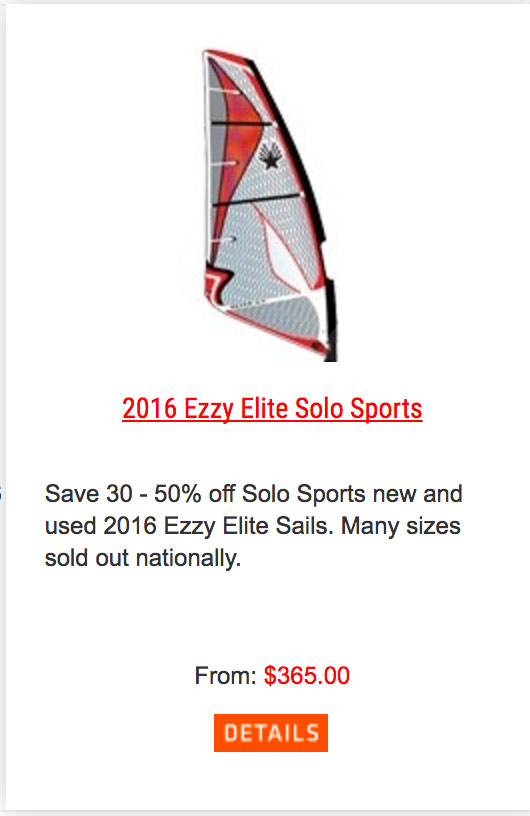 2016 Ezzy Elite Solo Sports
Save 30 - 50% off Solo Sports new and
used 2016 Ezzy Elite Sails. Many sizes
sold out nationally.
From: $365.00
DETAILS